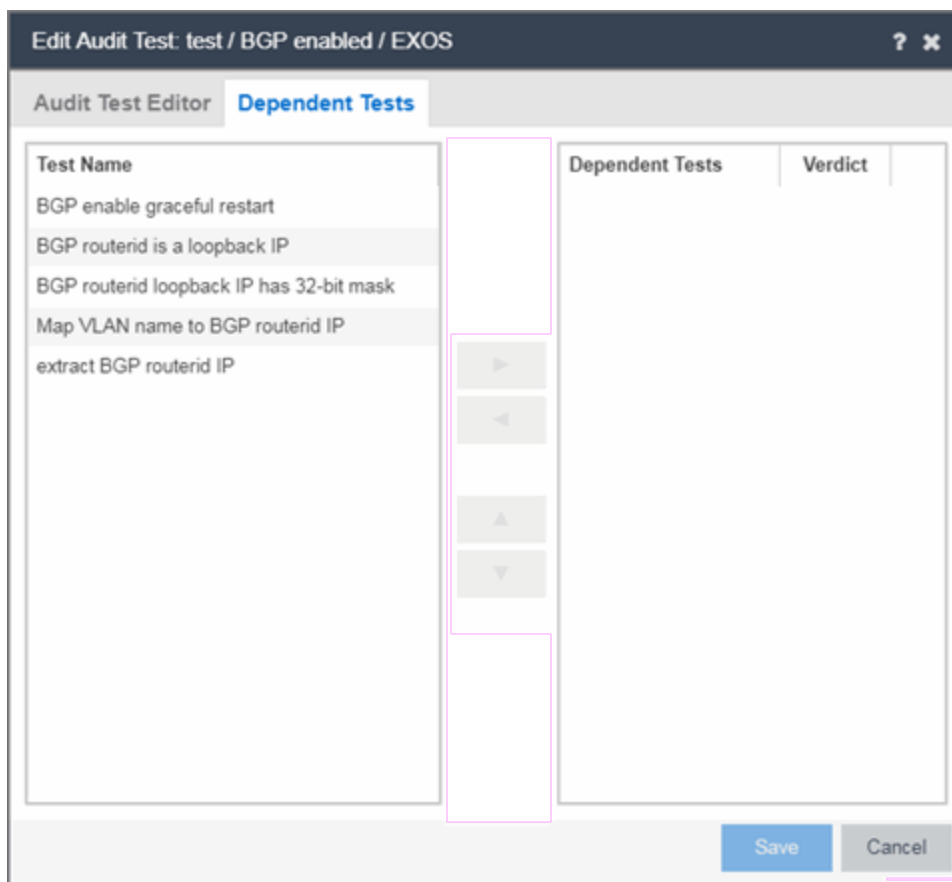 Edit Audit Test: test / BGP enabled / EXOS ? ✖
Audit Test Editor Dependent Tests
Test Name Dependent Tests Verdict
BGP enable graceful restart
BGP routerid is a loopback IP
BGP routerid loopback IP has 32-bit mask
Map VLAN name to BGP routerid IP
extract BGP routerid IP
Save Cancel